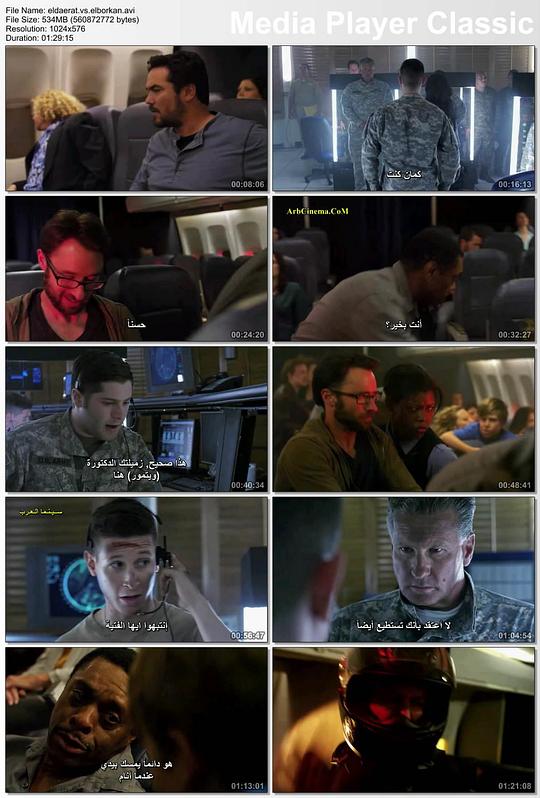 File Name: eldaerat.vs.elborkan.avi
Media Player Classic
File Size: 534MB (560872772 bytes)
Resolution: 1024x576
Duration: 01:29:15
00:08:06
كمان كنت
00:16:13
حسناً
00:24:20
ArbCinema.CoM
أنت بخير؟
00:32:27
هذا صحيح, زميلتك الدكتورة
(ويتمور) هنا
00:40:34
00:48:41
سينما العرب
انتبهوا ايها الفتية
00:56:47
لا اعتقد بأنك تستطيع أيضاً
01:04:54
هو دائماً يمسك بيدي
عندما أنام
01:13:01
01:21:08